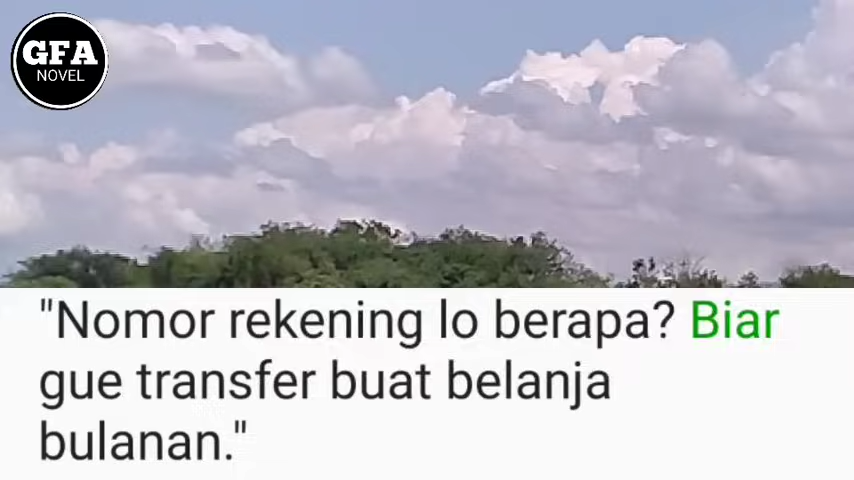 GFA
NOVEL
"Nomor rekening lo berapa? Biar
gue transfer buat belanja
bulanan."